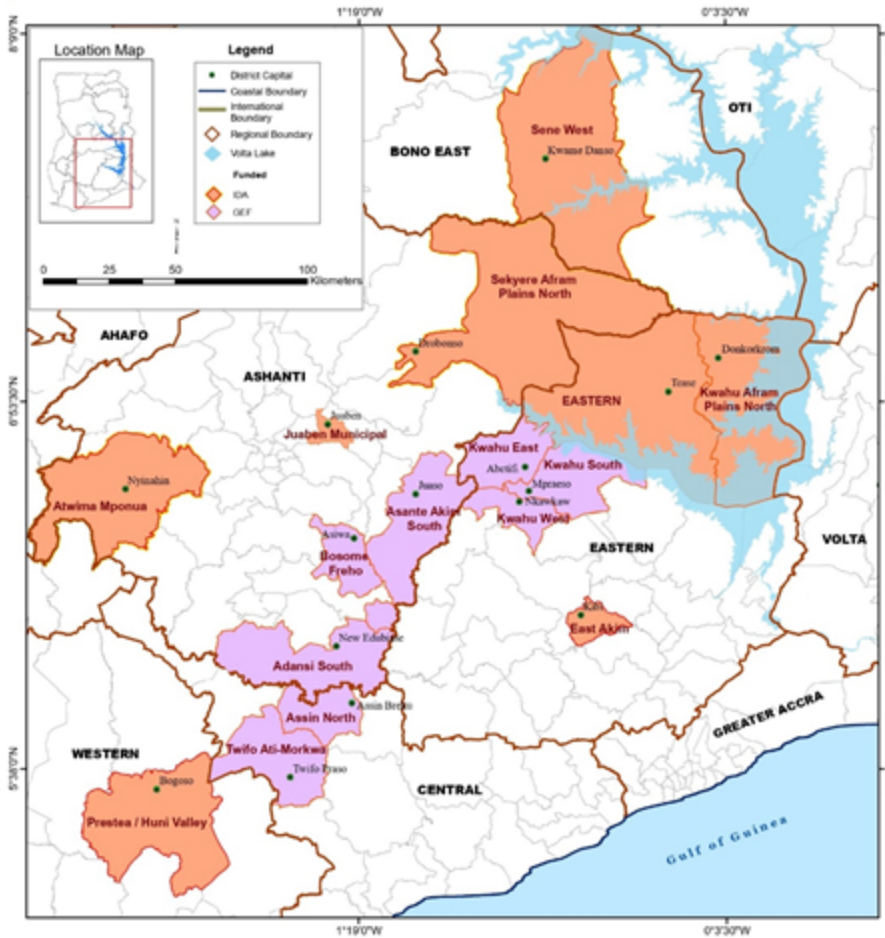 1°19'0"W
0°3'30"W
8°9'0"N
6°53'30"N
5°38'0"N
Location Map
Legend
District Capital
Coastal Boundary
International
Boundary
Regional Boundary
Volta Lake
Funded
IDA
GEF
0
25
50
100
Kilometers
BONO EAST
OTI
Sene West
Kwame Danso
Sekyere Afram
Plains North
AHAFO
ASHANTI
Drobonso
Donkorkrom
Tease
EASTERN
Kwahu Afram
Plains North
Juaben
Juaben Municipal
Kwahu East
Abetifi
Kwahu South
Mpraeso
Nkawkaw
Kwahu West
Nyinahin
Atwima Mponua
Juaso
Asante Akim
South
Asiwa
Bosome
Freho
EASTERN
VOLTA
East Akim
New Edubiase
Adansi South
Assin North
Assin Bereku
Twifo Ati-Morkwa
Twifo Praso
WESTERN
Bogoso
Prestea / Huni Valley
CENTRAL
GREATER ACCRA
Gulf of Guinea
1°19'0"W
0°3'30"W